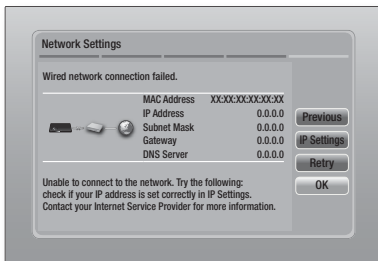 Network Settings
Wired network connection failed.
MAC Address XX:XX:XX:XX:XX:XX
IP Address 0.0.0.0
Subnet Mask 0.0.0.0
Gateway 0.0.0.0
DNS Server 0.0.0.0
Previous
IP Settings
Retry
OK
Unable to connect to the network. Try the following:
check if your IP address is set correctly in IP Settings.
Contact your Internet Service Provider for more information.